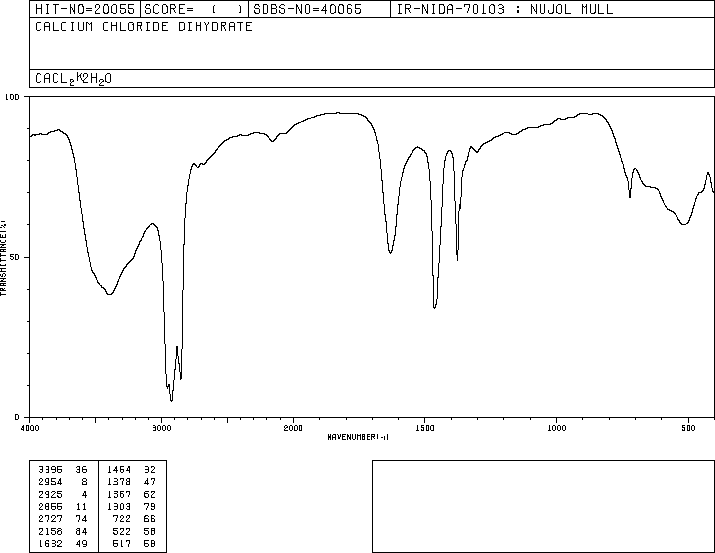 HIT-NO=20055 SCORE= ( ) SDBS-NO=40065 IR-NIDA-70103 : NUJOL MULL
CALCIUM CHLORIDE DIHYDRATE
CACL2K2H2O
100
TRANSMITTANCE(%)
50
0
4000 3000 2000 1500 1000 500
WAVENUMBER(-1)
3395 36 1464 32
2954 8 1378 47
2925 4 1367 62
2855 11 1303 79
2727 74 722 66
2158 84 522 58
1632 49 517 58